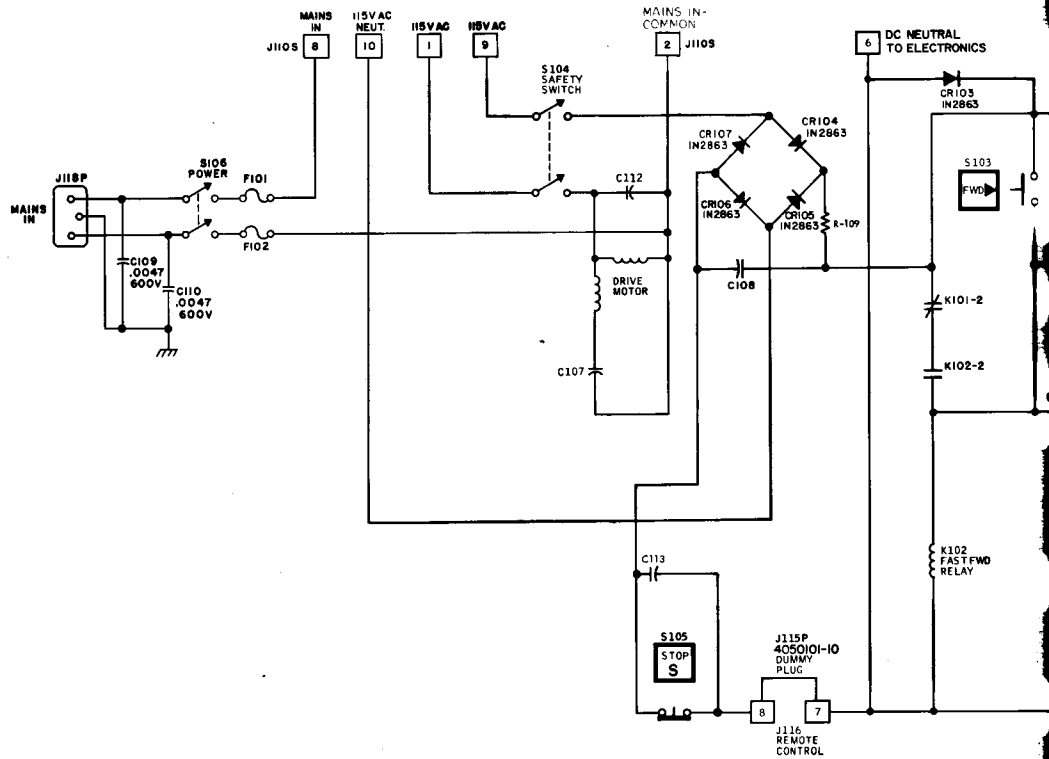 MAINS
IN
J110S
8
115VAC
NEUT.
10
115VAC
1
115VAC
9
MAINS IN-
COMMON
2
J110S
6
DC NEUTRAL
TO ELECTRONICS
S104
SAFETY
SWITCH
CR103
IN2863
CR107
IN2863
CR104
IN2863
S106
POWER
F101
J118P
MAINS
IN
C112
CR106
IN2863
CR105
IN2863
R-109
S103
FWD
F102
C109
.0047
600V
C110
.0047
600V
DRIVE
MOTOR
C108
K101-2
C107
K102-2
K102
FAST FWD
RELAY
C113
S105
STOP
S
J115P
4050101-10
DUMMY
PLUG
8
7
J116
REMOTE
CONTROL